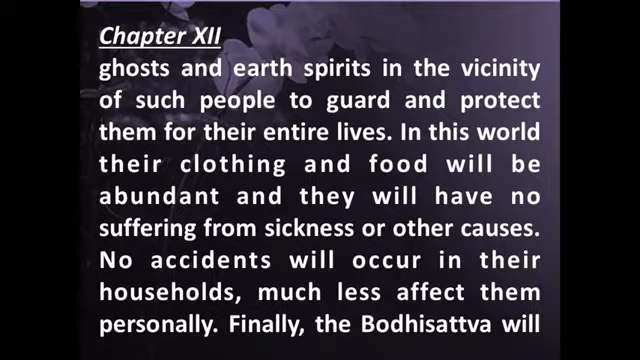 Chapter XII
ghosts and earth spirits in the vicinity
of such people to guard and protect
them for their entire lives. In this world
their clothing and food will be
abundant and they will have no
suffering from sickness or other causes.
No accidents will occur in their
households, much less affect them
personally. Finally, the Bodhisattva will